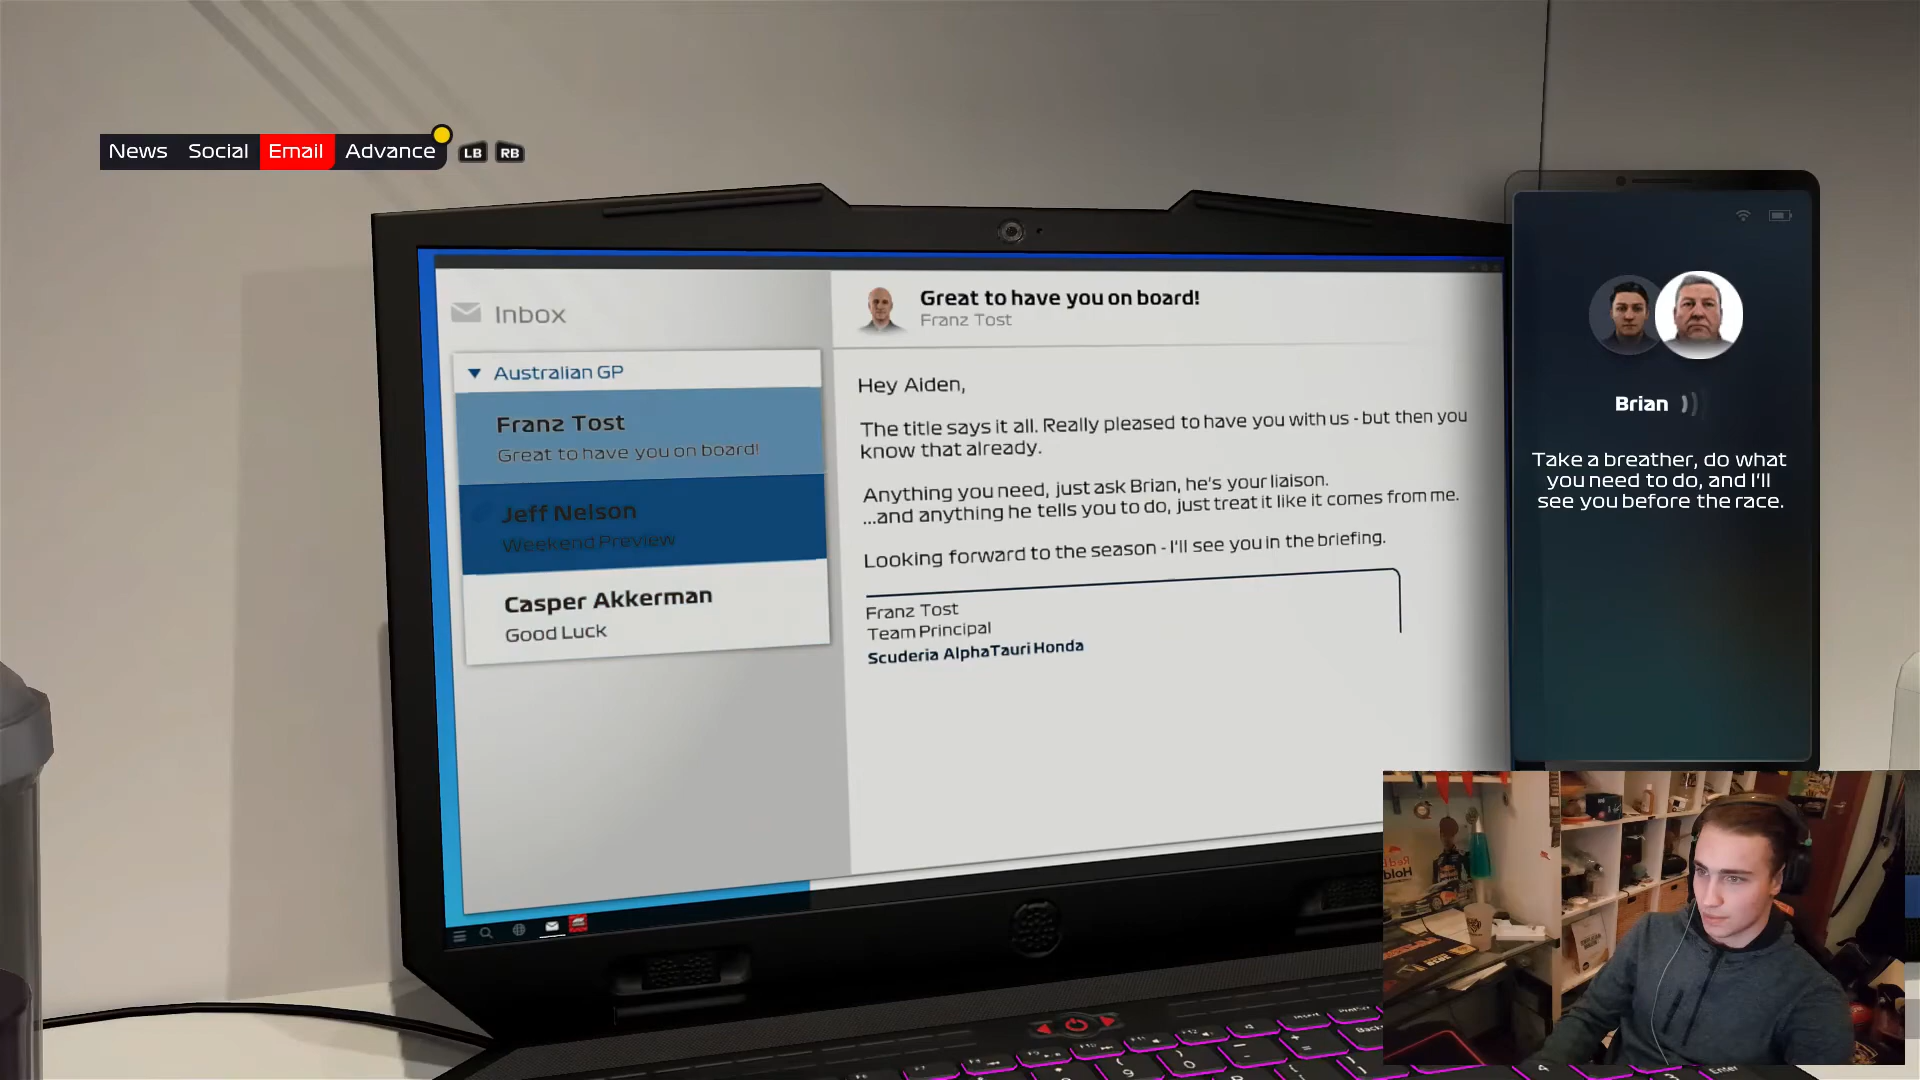 News Social Email Advance LB RB
Inbox
Australian GP
Franz Tost
Great to have you on board!
Jeff Nelson
Weekend Preview
Casper Akkerman
Good Luck
Great to have you on board!
Franz Tost
Hey Aiden,
The title says it all. Really pleased to have you with us - but then you
know that already.
Anything you need, just ask Brian, he's your liaison.
...and anything he tells you to do, just treat it like it comes from me.
Looking forward to the season - I'll see you in the briefing.
Franz Tost
Team Principal
Scuderia AlphaTauri Honda
Brian
Take a breather, do what
you need to do, and I'll
see you before the race.